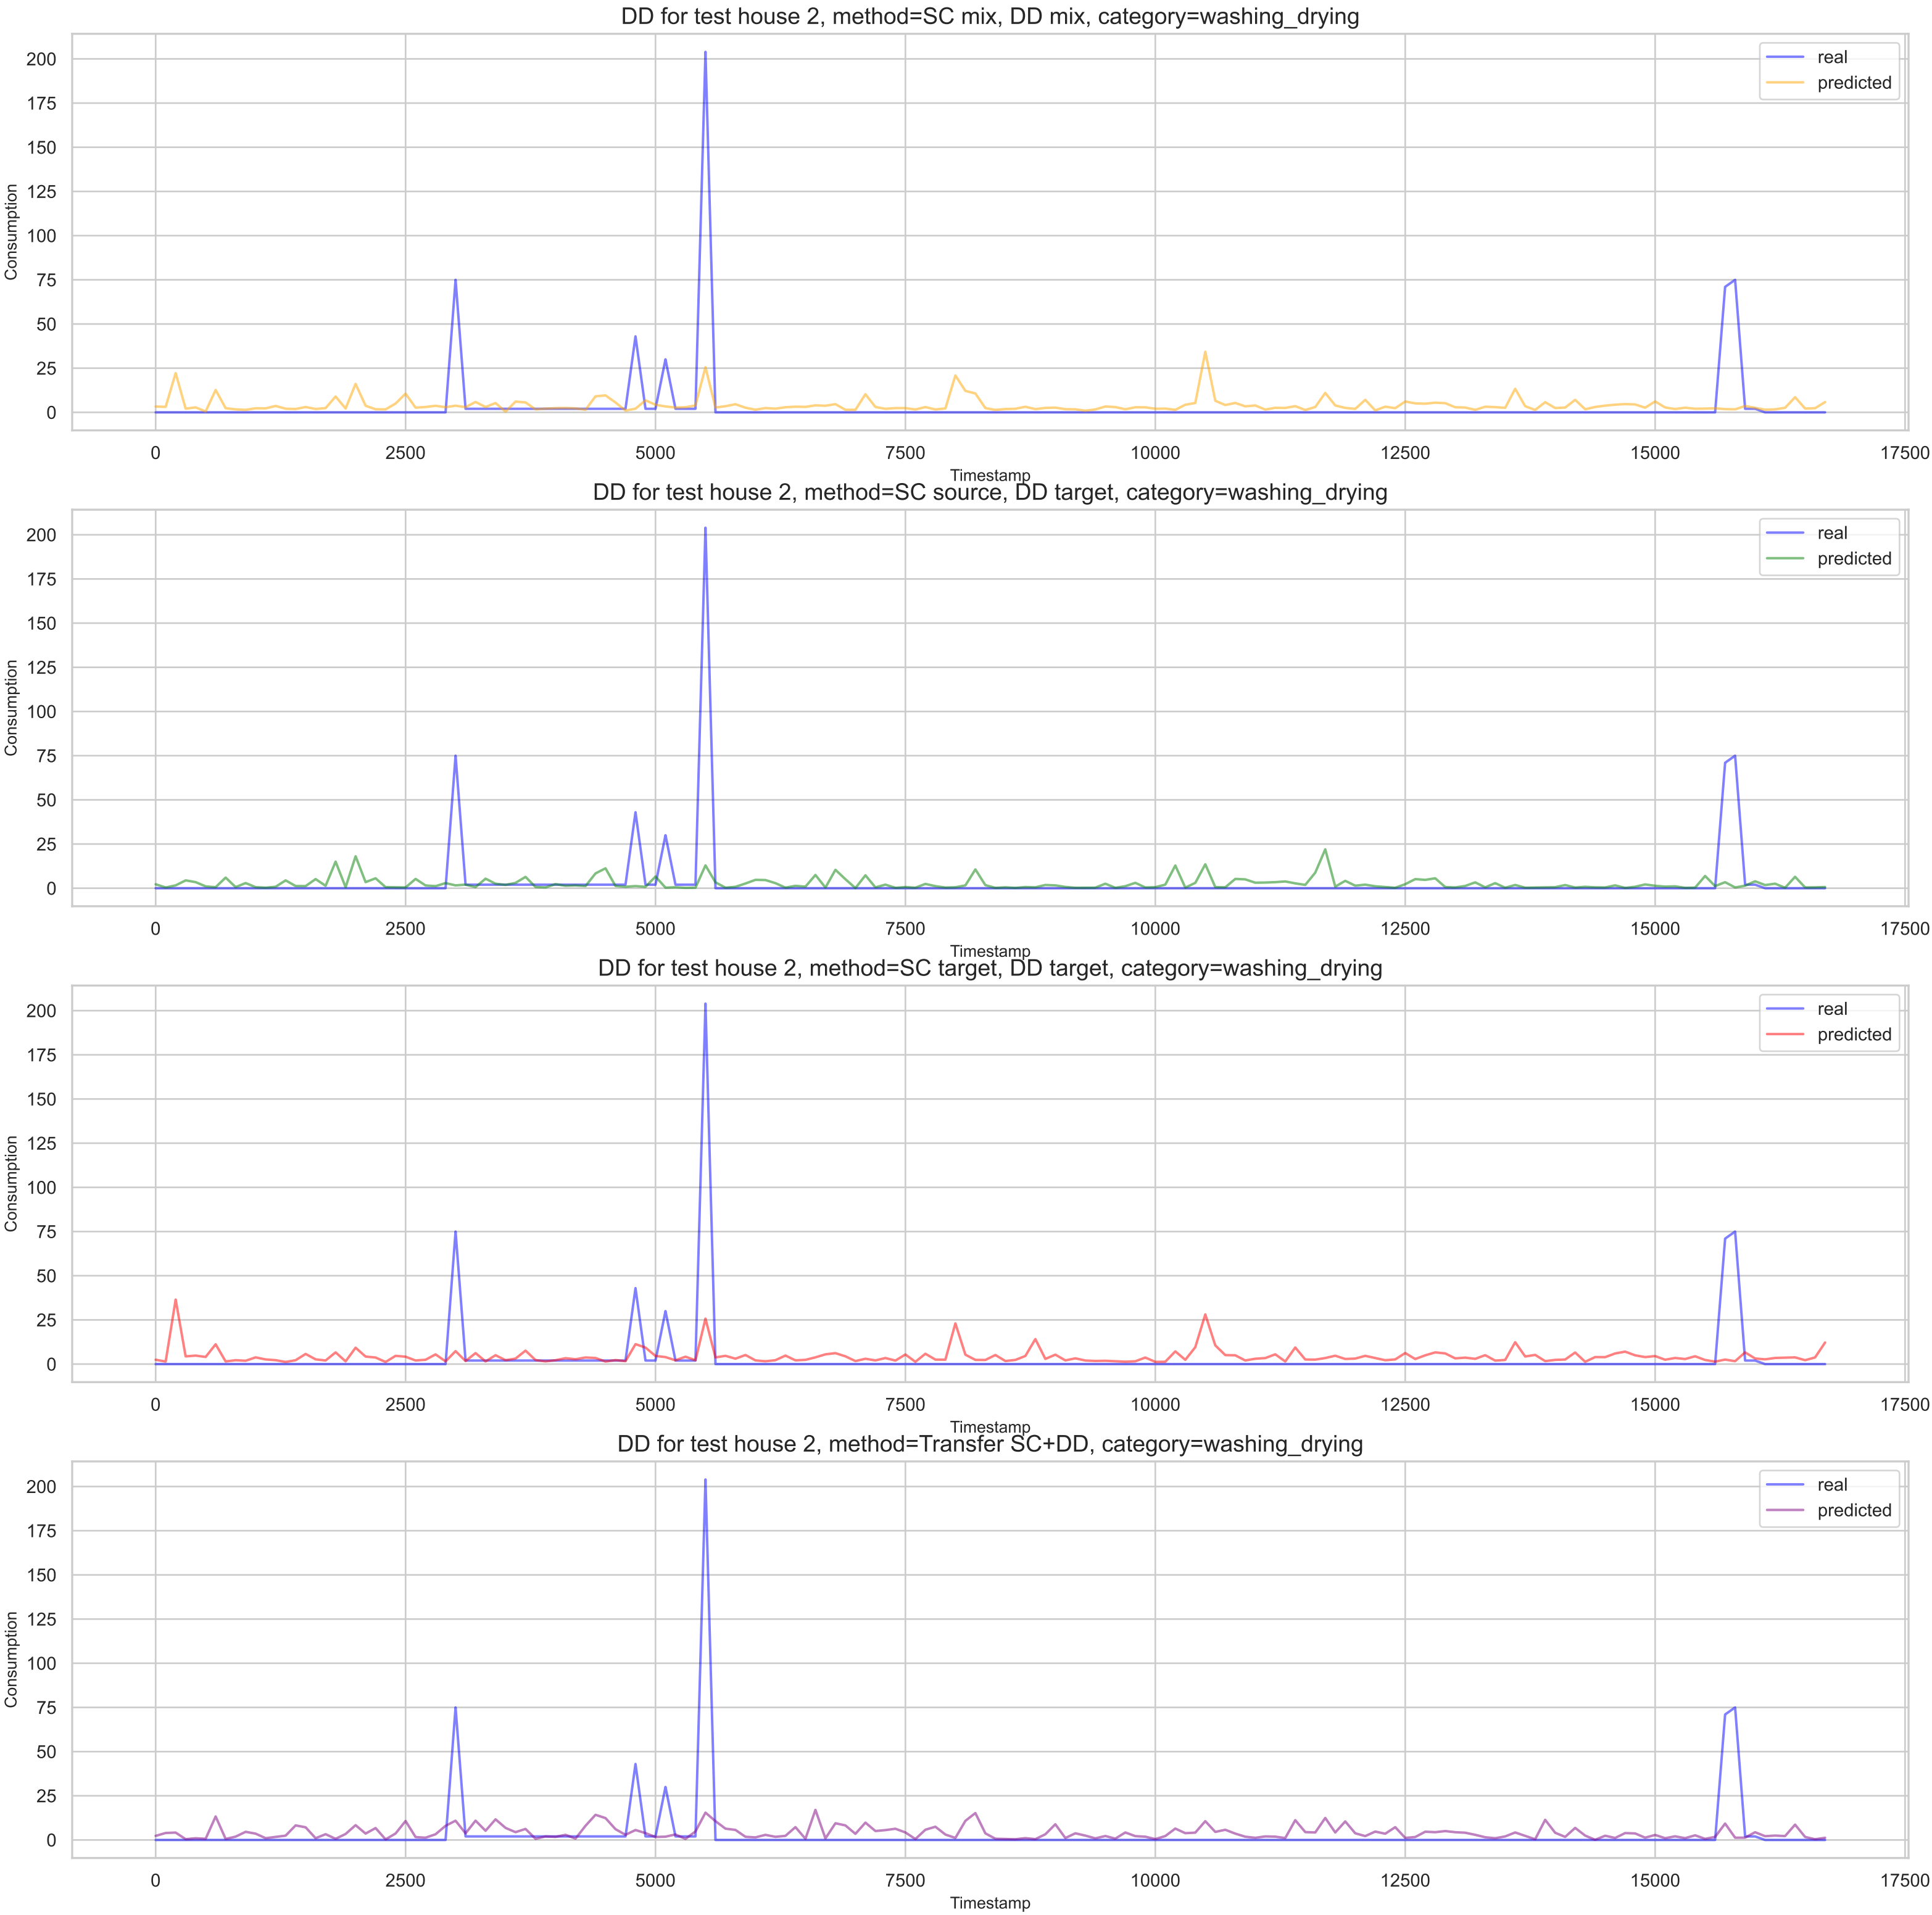 DD for test house 2, method=SC mix, DD mix, category=washing_drying
real
predicted
200
175
150
125
100
75
50
25
0
Consumption
0 2500 5000 7500 10000 12500 15000 17500
Timestamp
DD for test house 2, method=SC source, DD target, category=washing_drying
real
predicted
200
175
150
125
100
75
50
25
0
Consumption
0 2500 5000 7500 10000 12500 15000 17500
Timestamp
DD for test house 2, method=SC target, DD target, category=washing_drying
real
predicted
200
175
150
125
100
75
50
25
0
Consumption
0 2500 5000 7500 10000 12500 15000 17500
Timestamp
DD for test house 2, method=Transfer SC+DD, category=washing_drying
real
predicted
200
175
150
125
100
75
50
25
0
Consumption
0 2500 5000 7500 10000 12500 15000 17500
Timestamp